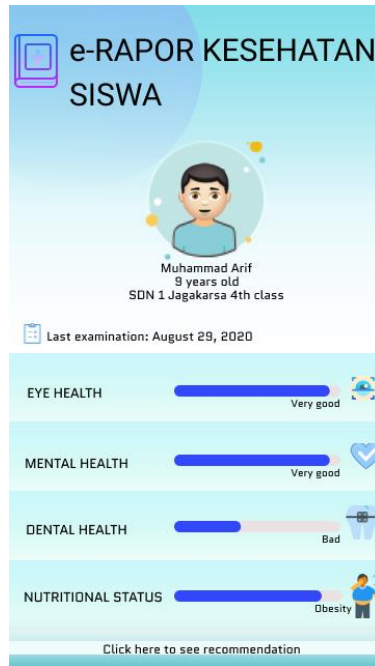 e-RAPOR KESEHATAN
SISWA
Muhammad Arif
9 years old
SDN 1 Jagakarsa 4th class
Last examination: August 29, 2020
EYE HEALTH
Very good
MENTAL HEALTH
Very good
DENTAL HEALTH
Bad
NUTRITIONAL STATUS
Obesity
Click here to see recommendation